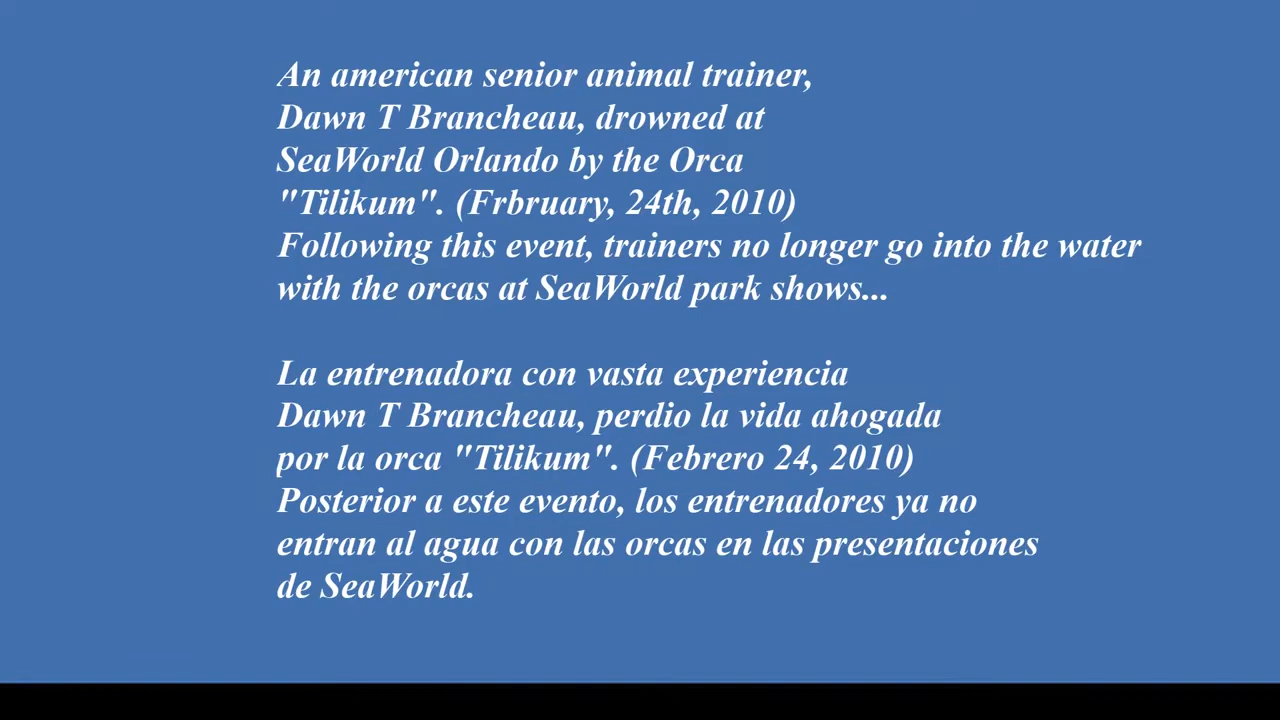 An american senior animal trainer,
Dawn T Brancheau, drowned at
SeaWorld Orlando by the Orca
"Tilikum". (Frbruary, 24th, 2010)
Following this event, trainers no longer go into the water
with the orcas at SeaWorld park shows...
La entrenadora con vasta experiencia
Dawn T Brancheau, perdio la vida ahogada
por la orca "Tilikum". (Febrero 24, 2010)
Posterior a este evento, los entrenadores ya no
entran al agua con las orcas en las presentaciones
de SeaWorld.